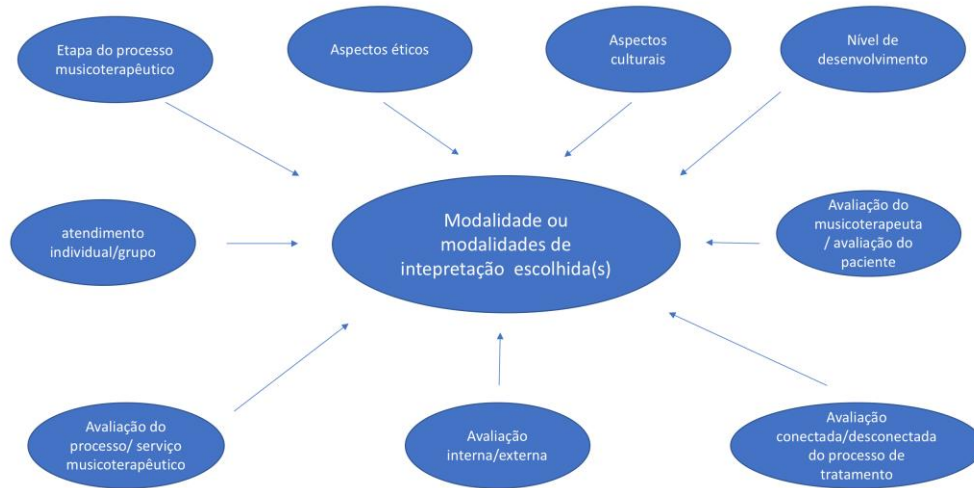 Etapa do processo
musicoterapêutico
Aspectos éticos
Aspectos
culturais
Nível de
desenvolvimento
atendimento
individual/grupo
Modalidade ou
modalidades de
intepretação escolhida(s)
Avaliação do
musicoterapeuta
/ avaliação do
paciente
Avaliação do
processo/ serviço
musicoterapêutico
Avaliação
interna/externa
Avaliação
conectada/desconectada
do processo de
tratamento